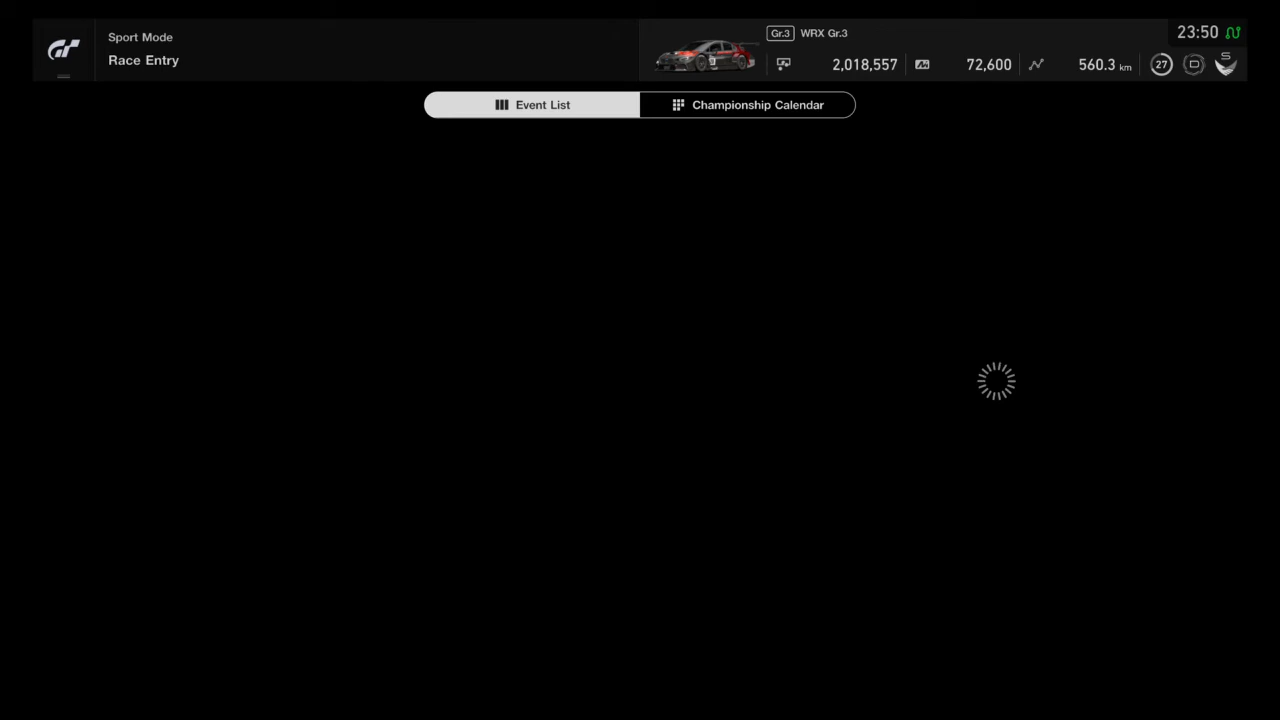 Sport Mode
Race Entry
Gr.3 WRX Gr.3
23:50
2,018,557
72,600
560.3 km
27
S
Event List
Championship Calendar